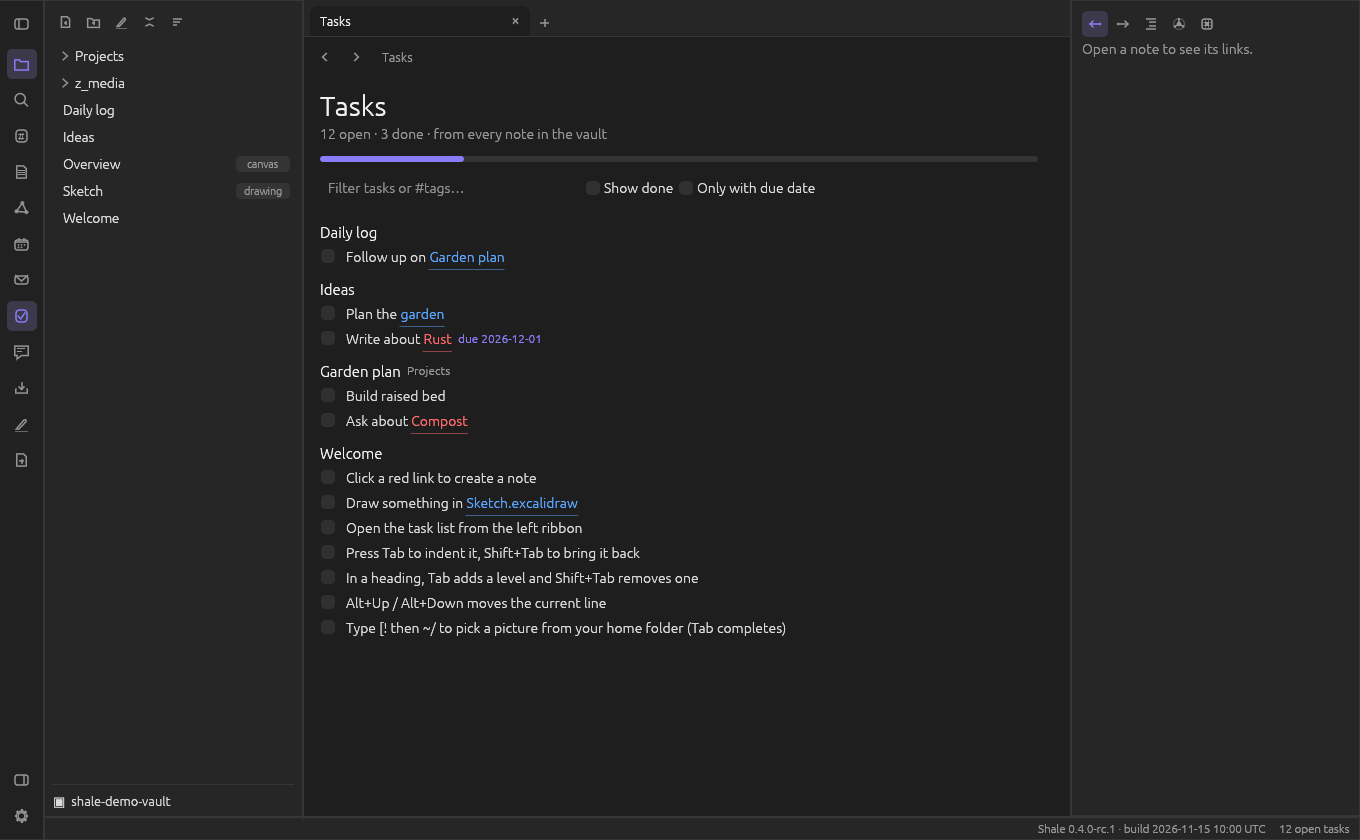 Tasks
Projects
z_media
Daily log
Ideas
Overview canvas
Sketch drawing
Welcome
shale-demo-vault
Tasks
Tasks
12 open · 3 done · from every note in the vault
Filter tasks or #tags…
Show done
Only with due date
Daily log
Follow up on Garden plan
Ideas
Plan the garden
Write about Rust due 2026-12-01
Garden plan Projects
Build raised bed
Ask about Compost
Welcome
Click a red link to create a note
Draw something in Sketch.excalidraw
Open the task list from the left ribbon
Press Tab to indent it, Shift+Tab to bring it back
In a heading, Tab adds a level and Shift+Tab removes one
Alt+Up / Alt+Down moves the current line
Type [! then ~/ to pick a picture from your home folder (Tab completes)
Open a note to see its links.
Shale 0.4.0-rc.1 · build 2026-11-15 10:00 UTC 12 open tasks